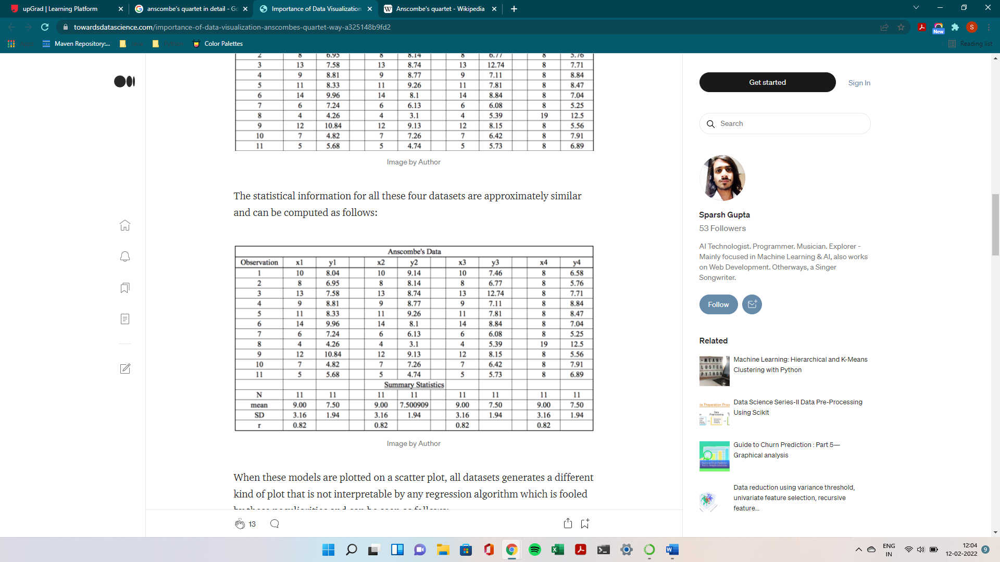 upGrad | Learning Platform
anscombe's quartet in detail - Go
Importance of Data Visualization
Anscombe's quartet - Wikipedia
towardsdatascience.com/importance-of-data-visualization-anscombes-quartet-way-a325148b9fd2
New
S
Apps
Maven Repository:...
Java
Python
Color Palettes
Reading list
2 8 6.95 8 8.14 8 6.77 8 5.76
3 13 7.58 13 8.74 13 12.74 8 7.71
4 9 8.81 9 8.77 9 7.11 8 8.84
5 11 8.33 11 9.26 11 7.81 8 8.47
6 14 9.96 14 8.1 14 8.84 8 7.04
7 6 7.24 6 6.13 6 6.08 8 5.25
8 4 4.26 4 3.1 4 5.39 19 12.5
9 12 10.84 12 9.13 12 8.15 8 5.56
10 7 4.82 7 7.26 7 6.42 8 7.91
11 5 5.68 5 4.74 5 5.73 8 6.89
Image by Author
The statistical information for all these four datasets are approximately similar
and can be computed as follows:
Anscombe's Data
Observation x1 y1 x2 y2 x3 y3 x4 y4
1 10 8.04 10 9.14 10 7.46 8 6.58
2 8 6.95 8 8.14 8 6.77 8 5.76
3 13 7.58 13 8.74 13 12.74 8 7.71
4 9 8.81 9 8.77 9 7.11 8 8.84
5 11 8.33 11 9.26 11 7.81 8 8.47
6 14 9.96 14 8.1 14 8.84 8 7.04
7 6 7.24 6 6.13 6 6.08 8 5.25
8 4 4.26 4 3.1 4 5.39 19 12.5
9 12 10.84 12 9.13 12 8.15 8 5.56
10 7 4.82 7 7.26 7 6.42 8 7.91
11 5 5.68 5 4.74 5 5.73 8 6.89
Summary Statistics
N 11 11 11 11 11 11 11 11
mean 9.00 7.50 9.00 7.500909 9.00 7.50 9.00 7.50
SD 3.16 1.94 3.16 1.94 3.16 1.94 3.16 1.94
r 0.82 0.82 0.82 0.82
Image by Author
When these models are plotted on a scatter plot, all datasets generates a different
kind of plot that is not interpretable by any regression algorithm which is fooled
13
Get started
Sign In
Search
Sparsh Gupta
53 Followers
AI Technologist. Programmer. Musician. Explorer -
Mainly focused in Machine Learning & AI, also works
on Web Development. Otherways, a Singer
Songwriter.
Follow
Related
Machine Learning: Hierarchical and K-Means
Clustering with Python
Data Science Series-II Data Pre-Processing
Using Scikit
Guide to Churn Prediction : Part 5—
Graphical analysis
Data reduction using variance threshold,
univariate feature selection, recursive
feature...
ENG
IN
12:04
12-02-2022
9